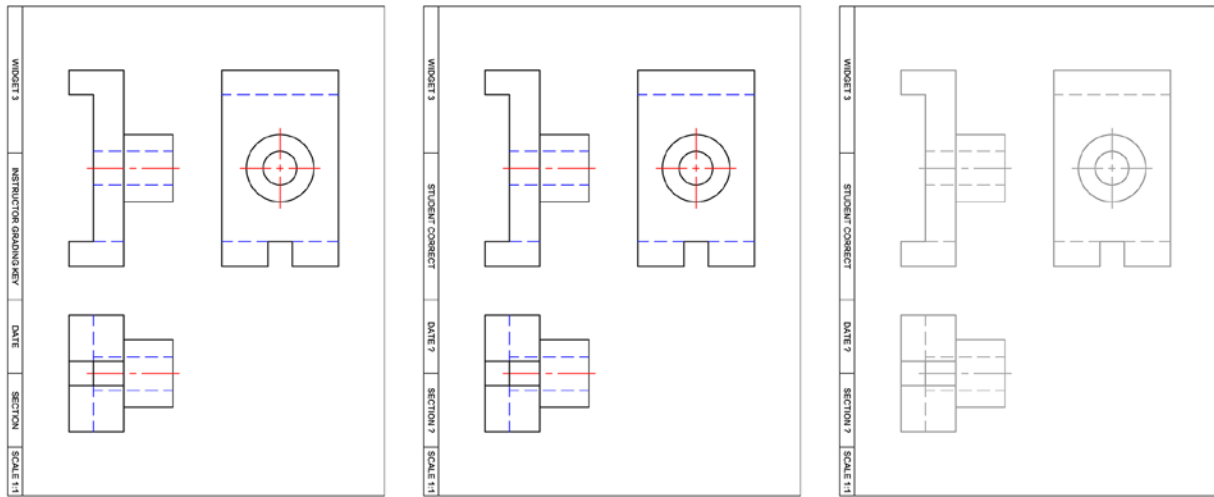 WIDGET 3
INSTRUCTOR GRADING KEY
DATE
SECTION
SCALE 1:1
WIDGET 3
STUDENT CORRECT
DATE ?
SECTION ?
SCALE 1:1
WIDGET 3
STUDENT CORRECT
DATE ?
SECTION ?
SCALE 1:1